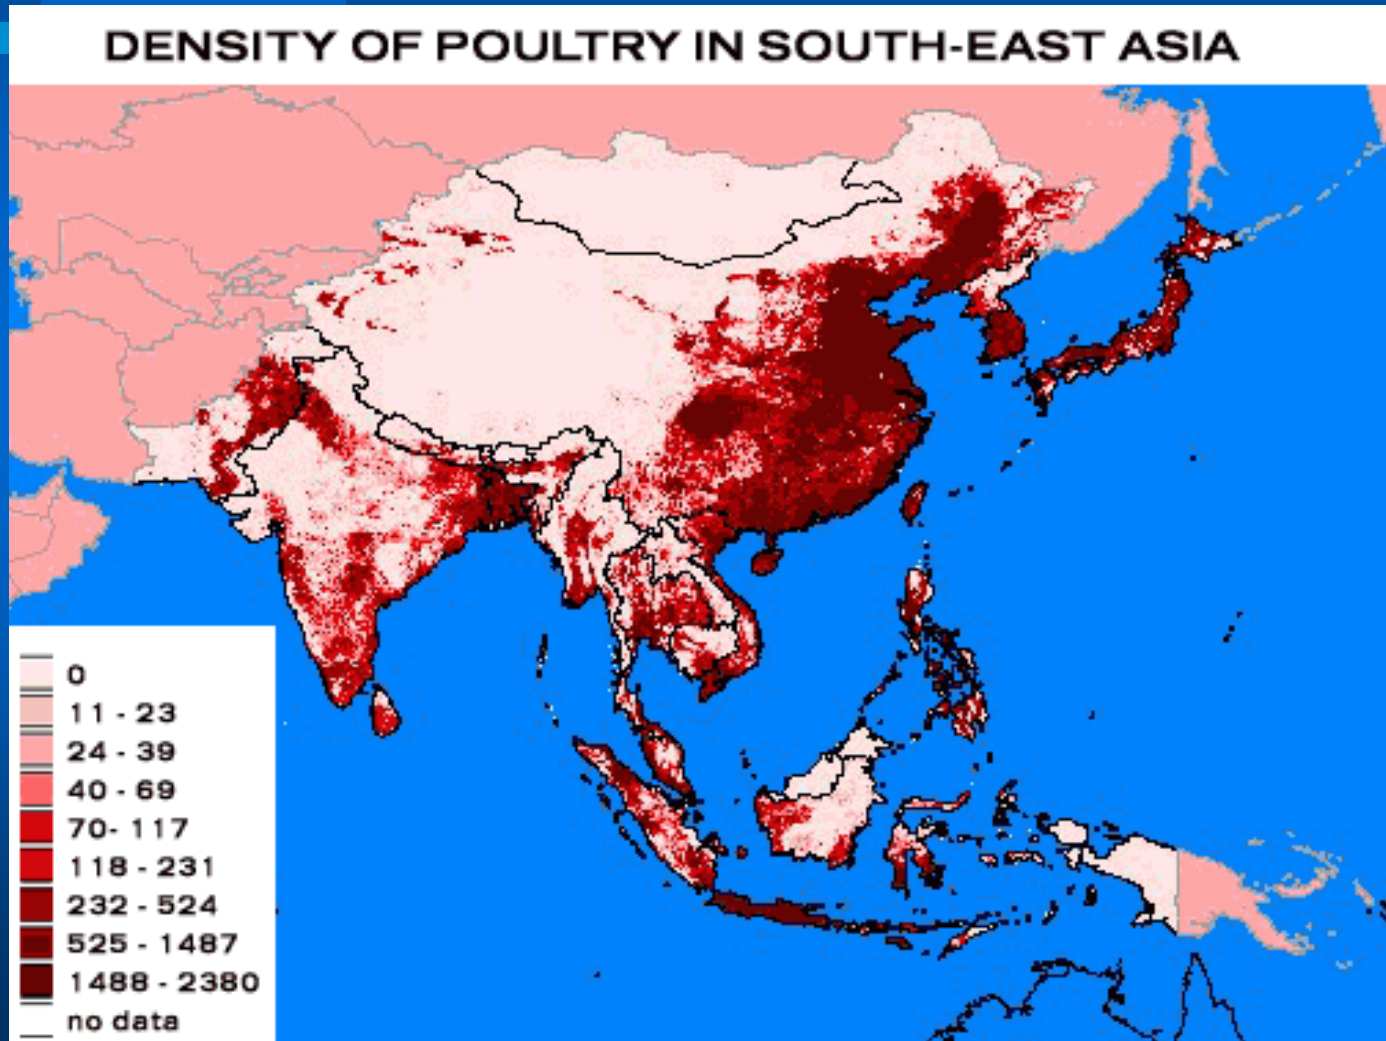 DENSITY OF POULTRY IN SOUTH-EAST ASIA
0
11 - 23
24 - 39
40 - 69
70- 117
118 - 231
232 - 524
525 - 1487
1488 - 2380
no data